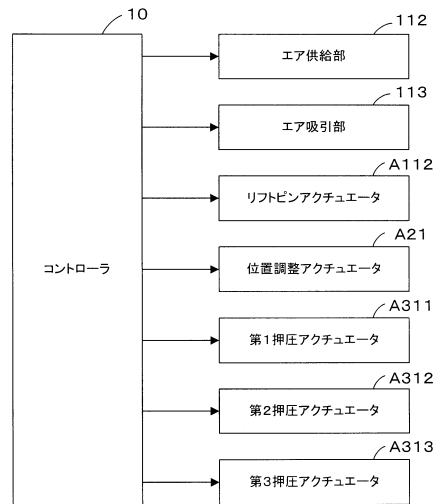 10
コントローラ
112
エア供給部
113
エア吸引部
A112
リフトピンアクチュエータ
A21
位置調整アクチュエータ
A311
第1押圧アクチュエータ
A312
第2押圧アクチュエータ
A313
第3押圧アクチュエータ